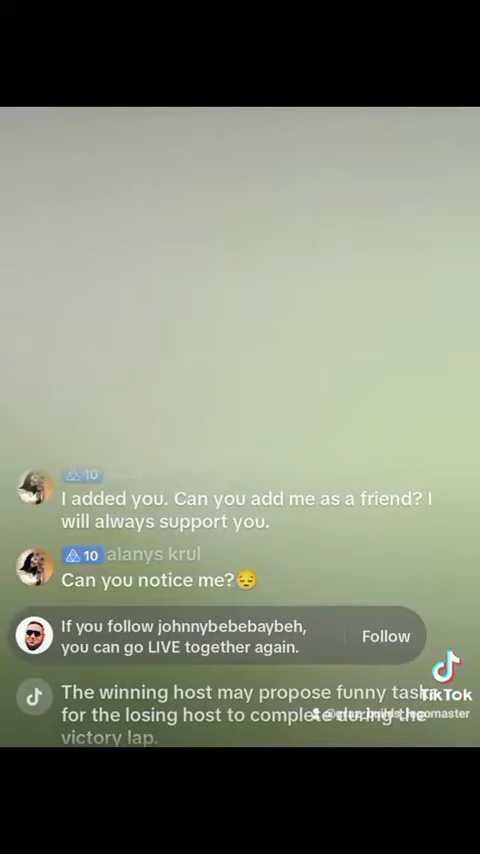 10
I added you. Can you add me as a friend? I
will always support you.
10 alanys krul
Can you notice me?😔
If you follow johnnybebebaybeh,
you can go LIVE together again.
Follow
The winning host may propose funny tasks
for the losing host to complete during the
victory lap.
TikTok